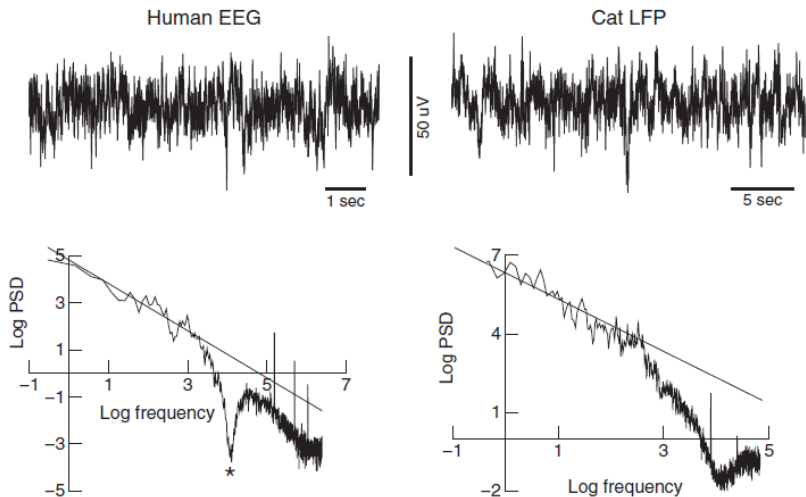 Human EEG
Cat LFP
50 uV
1 sec
5 sec
5
3
1
−1
−3
−5
Log PSD
−1
1
3
5
7
Log frequency
*
7
4
1
−2
Log PSD
−1
1
3
5
Log frequency